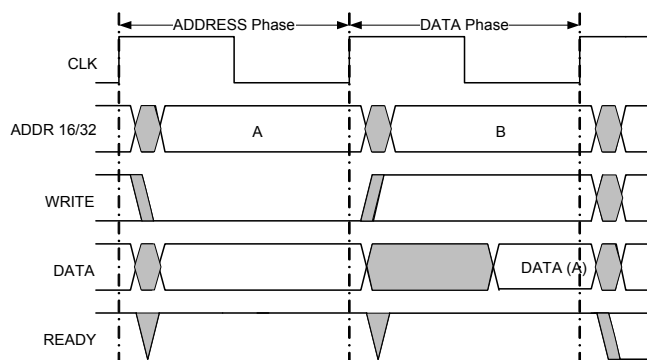 ADDRESS Phase DATA Phase
CLK
ADDR 16/32 A B
WRITE
DATA DATA (A)
READY